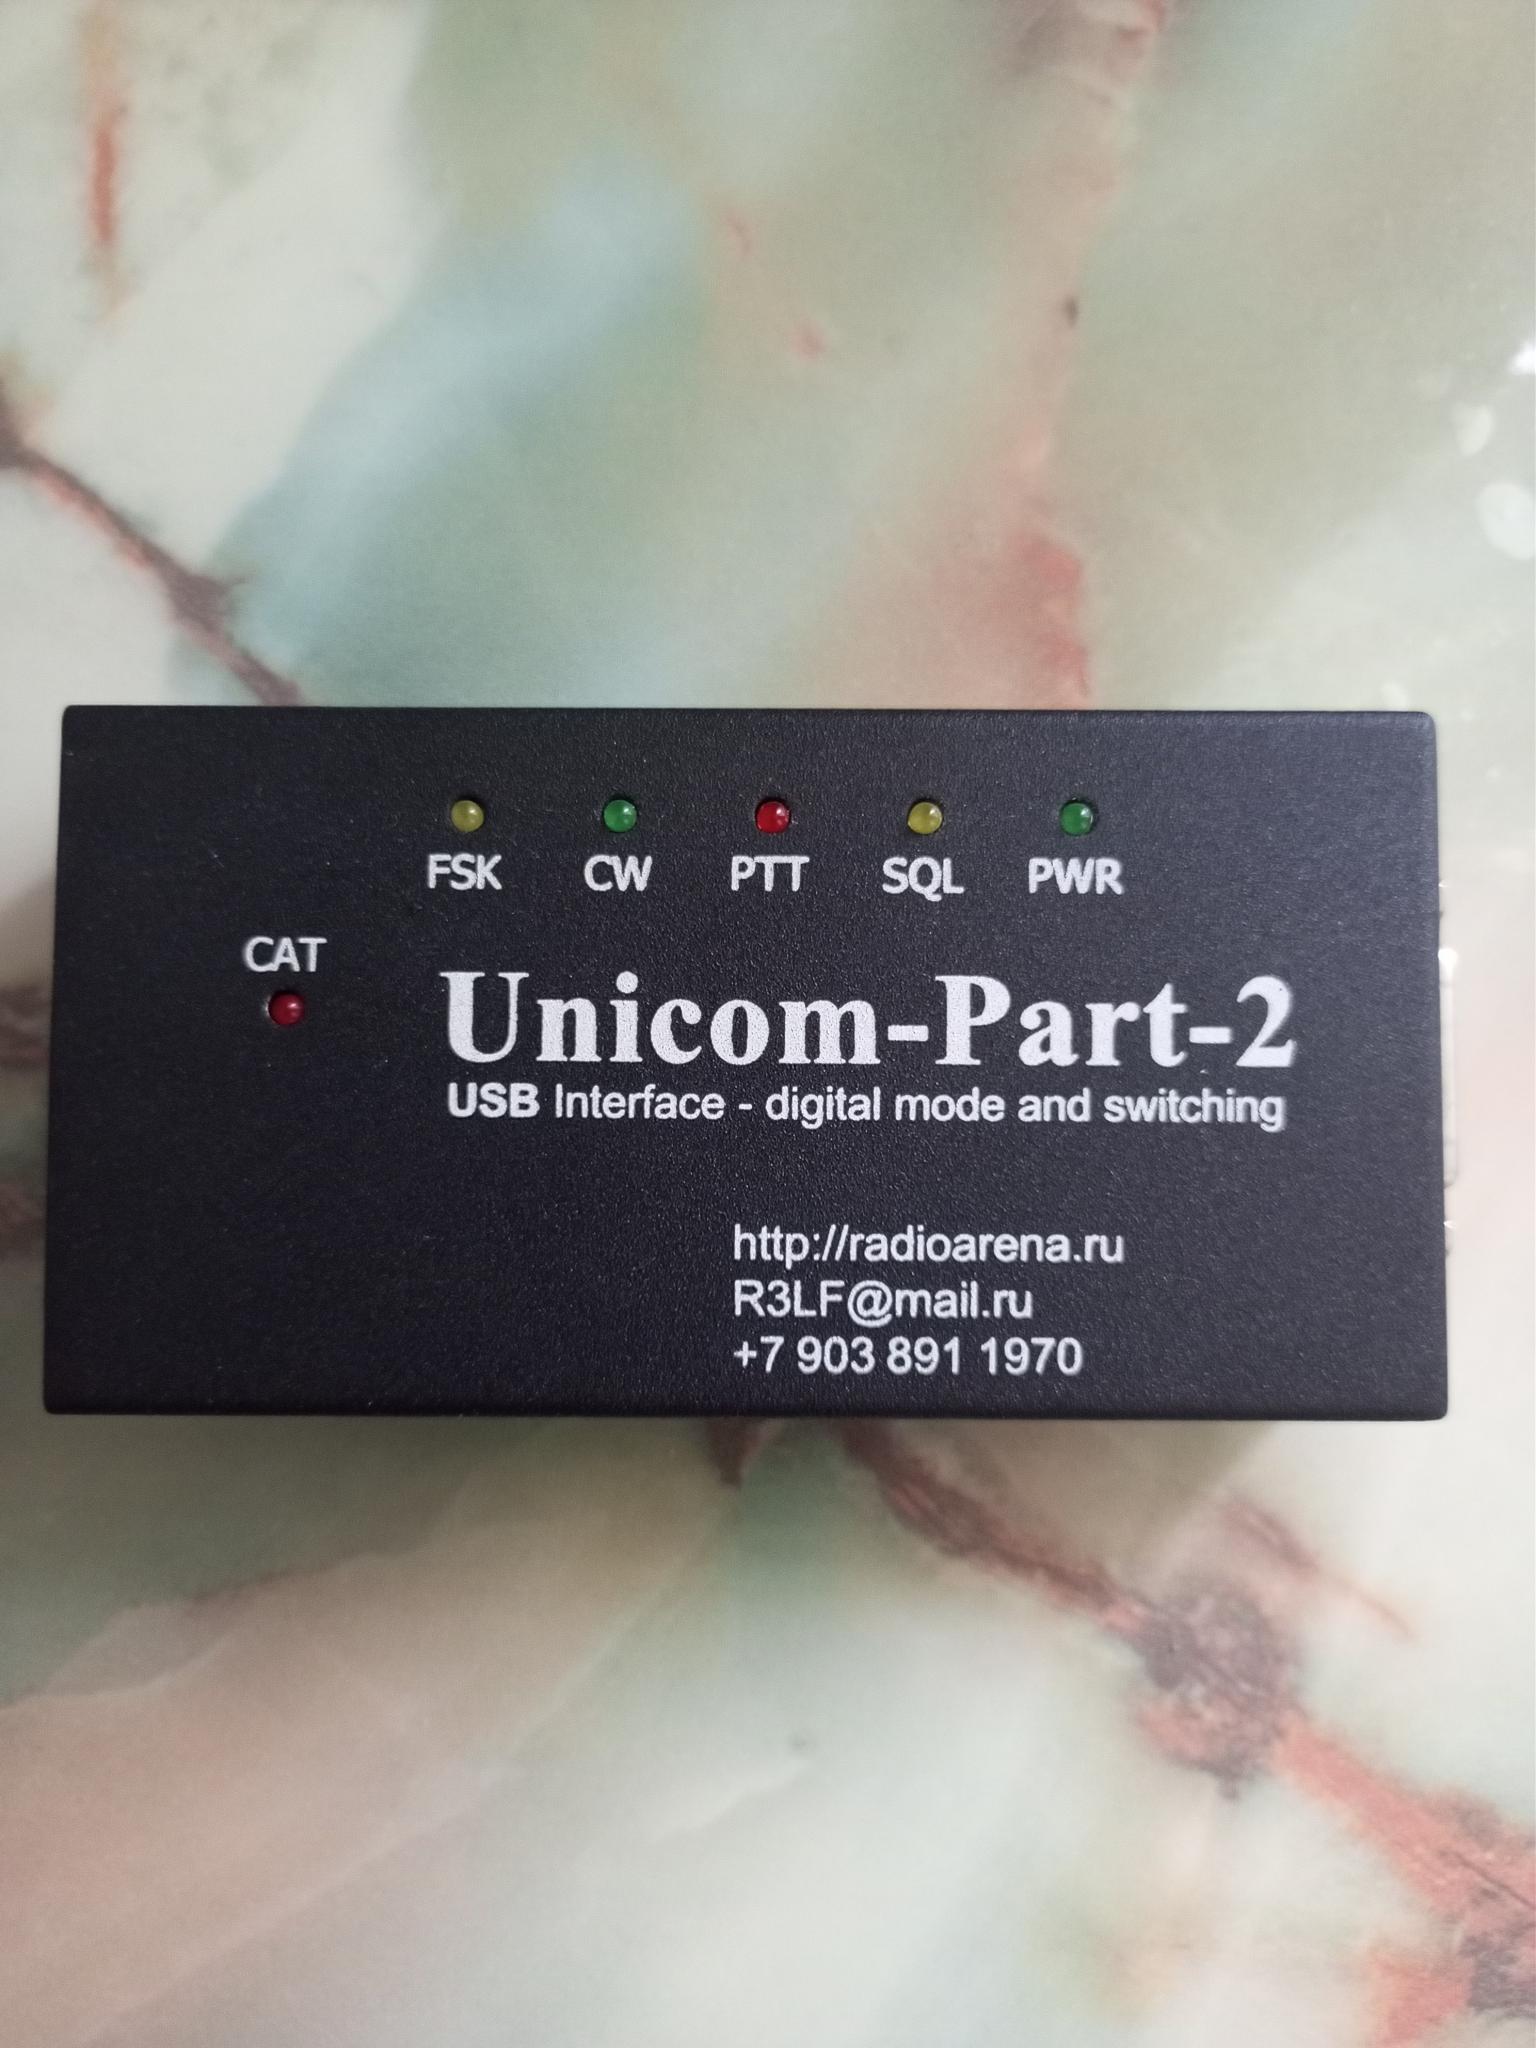 FSK CW PTT SQL PWR
CAT
Unicom-Part-2
USB Interface - digital mode and switching
http://radioarena.ru
R3LF@mail.ru
+7 903 891 1970